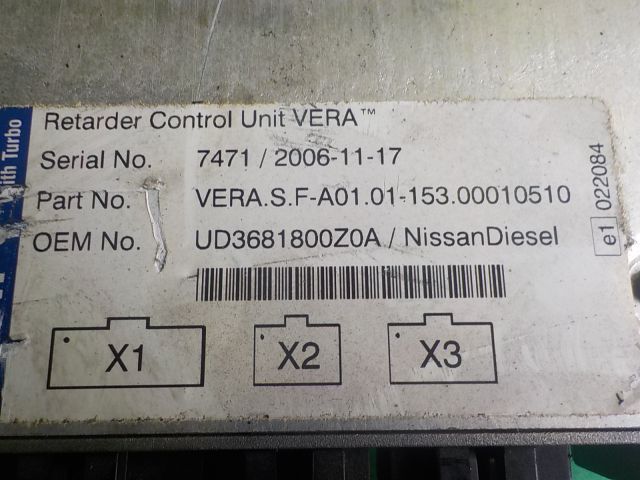 Retarder Control Unit VERA™
Serial No. 7471 / 2006-11-17
Part No. VERA.S.F-A01.01-153.00010510
OEM No. UD3681800Z0A / NissanDiesel
X1 X2 X3
e1 022084
Turbo